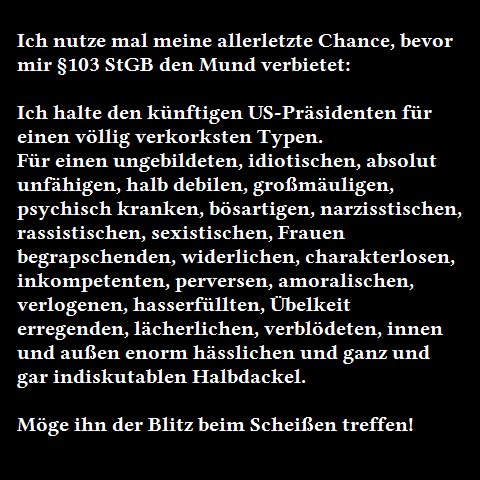 Ich nutze mal meine allerletzte Chance, bevor
mir §103 StGB den Mund verbietet:
Ich halte den künftigen US-Präsidenten für
einen völlig verkorksten Typen.
Für einen ungebildeten, idiotischen, absolut
unfähigen, halb debilen, großmäuligen,
psychisch kranken, bösartigen, narzisstischen,
rassistischen, sexistischen, Frauen
begrapschenden, widerlichen, charakterlosen,
inkompetenten, perversen, amoralischen,
verlogenen, hasserfüllten, Übelkeit
erregenden, lächerlichen, verblödeten, innen
und außen enorm hässlichen und ganz und
gar indiskutablen Halbdackel.
Möge ihn der Blitz beim Scheißen treffen!